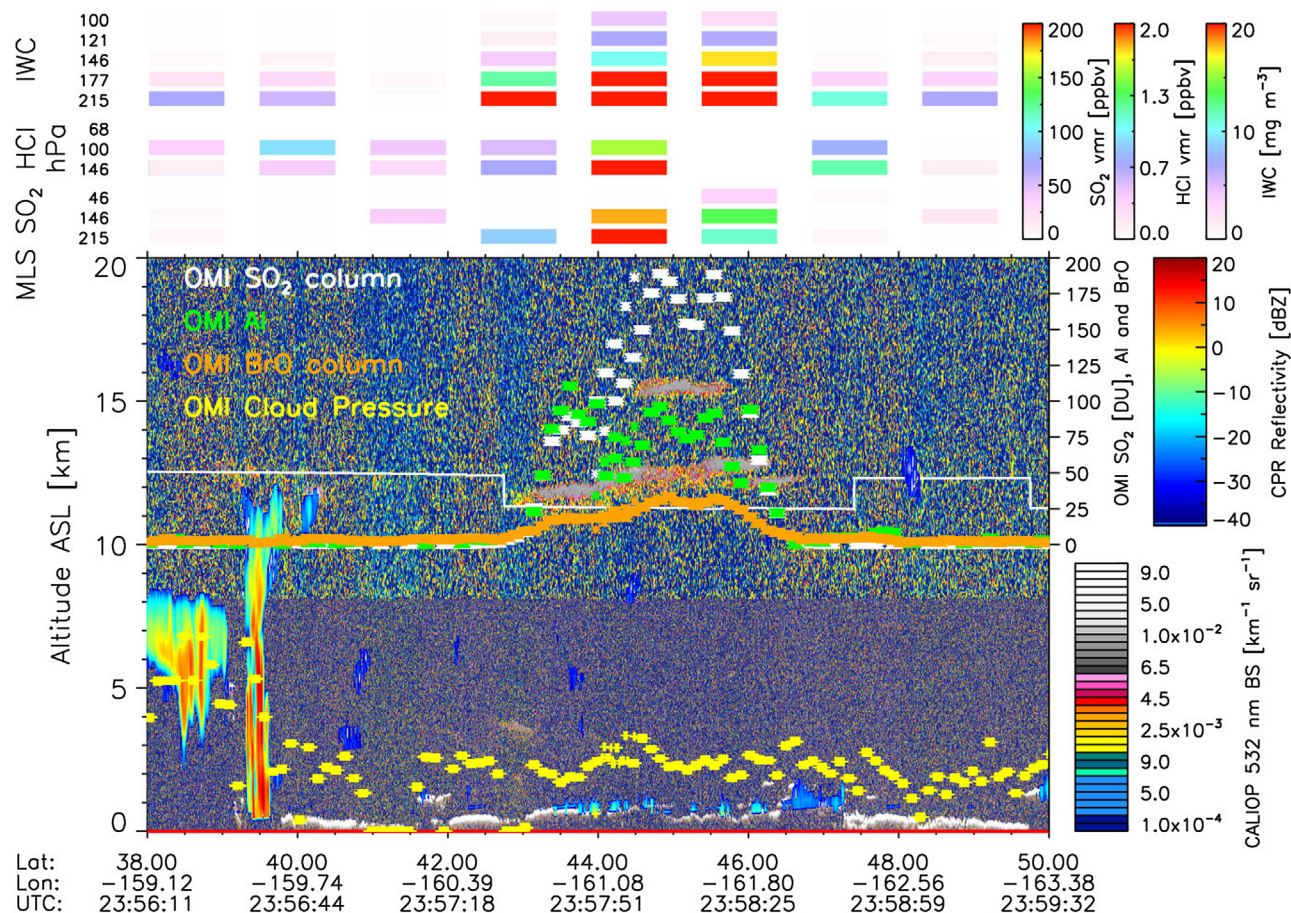 IWC
100
121
146
177
215
HCl
hPa
68
100
146
MLS SO2
46
146
215
200
150
100
50
0
SO2 vmr [ppbv]
2.0
1.3
0.7
0.0
HCl vmr [ppbv]
20
10
0
IWC [mg m-3]
OMI SO2 column
OMI AI
OMI BrO column
OMI Cloud Pressure
Altitude ASL [km]
20
15
10
5
0
200
175
150
125
100
75
50
25
0
OMI SO2 [DU], AI and BrO
20
10
0
−10
−20
−30
−40
CPR Reflectivity [dBZ]
9.0
5.0
1.0x10-2
6.5
4.5
2.5x10-3
9.0
5.0
1.0x10-4
CALIOP 532 nm BS [km-1 sr-1]
Lat: 38.00 40.00 42.00 44.00 46.00 48.00 50.00
Lon: −159.12 −159.74 −160.39 −161.08 −161.80 −162.56 −163.38
UTC: 23:56:11 23:56:44 23:57:18 23:57:51 23:58:25 23:58:59 23:59:32